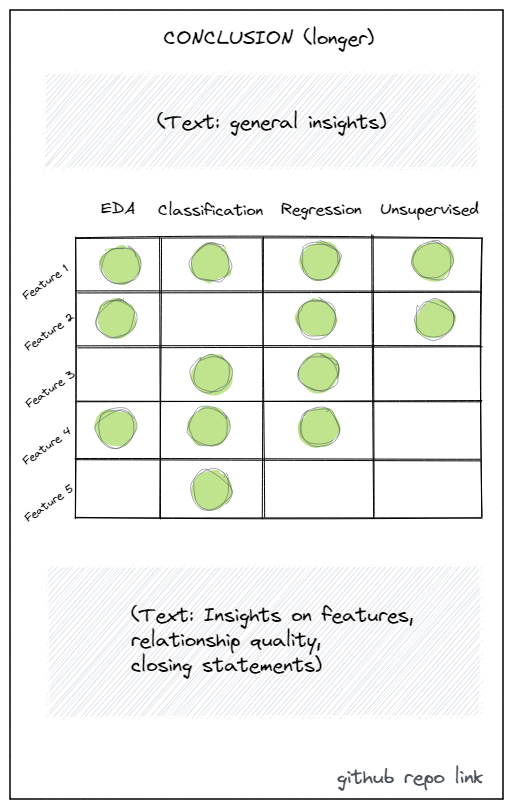 CONCLUSION (longer)
(Text: general insights)
EDA Classification Regression Unsupervised
Feature 1
Feature 2
Feature 3
Feature 4
Feature 5
(Text: Insights on features,
relationship quality,
closing statements)
github repo link